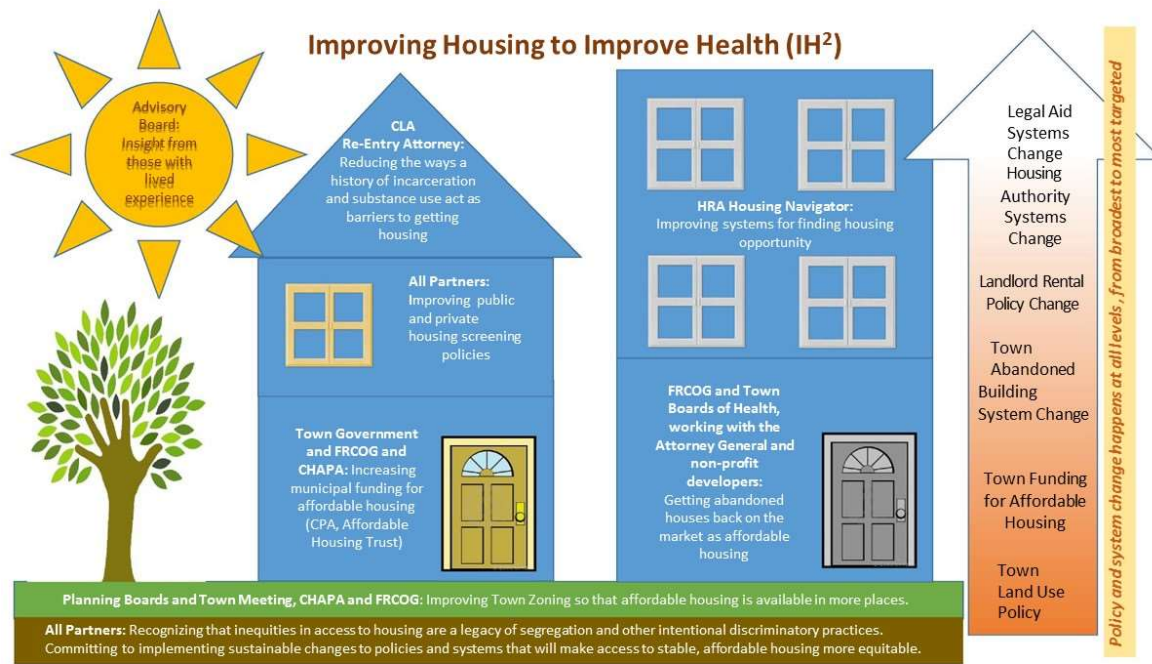 Improving Housing to Improve Health (IH²)
Advisory
Board:
Insight from
those with
lived
experience
CLA
Re-Entry Attorney:
Reducing the ways a
history of incarceration
and substance use act as
barriers to getting
housing
All Partners:
Improving public
and private
housing screening
policies
Town Government
and FRCOG and
CHAPA: Increasing
municipal funding for
affordable housing
(CPA, Affordable
Housing Trust)
HRA Housing Navigator:
Improving systems for finding housing
opportunity
FRCOG and Town
Boards of Health,
working with the
Attorney General and
non-profit
developers:
Getting abandoned
houses back on the
market as affordable
housing
Legal Aid
Systems
Change
Housing
Authority
Systems
Change
Landlord Rental
Policy Change
Town
Abandoned
Building
System Change
Town Funding
for Affordable
Housing
Town
Land Use
Policy
Policy and system change happens at all levels, from broadest to most targeted
Planning Boards and Town Meeting, CHAPA and FRCOG: Improving Town Zoning so that affordable housing is available in more places.
All Partners: Recognizing that inequities in access to housing are a legacy of segregation and other intentional discriminatory practices.
Committing to implementing sustainable changes to policies and systems that will make access to stable, affordable housing more equitable.